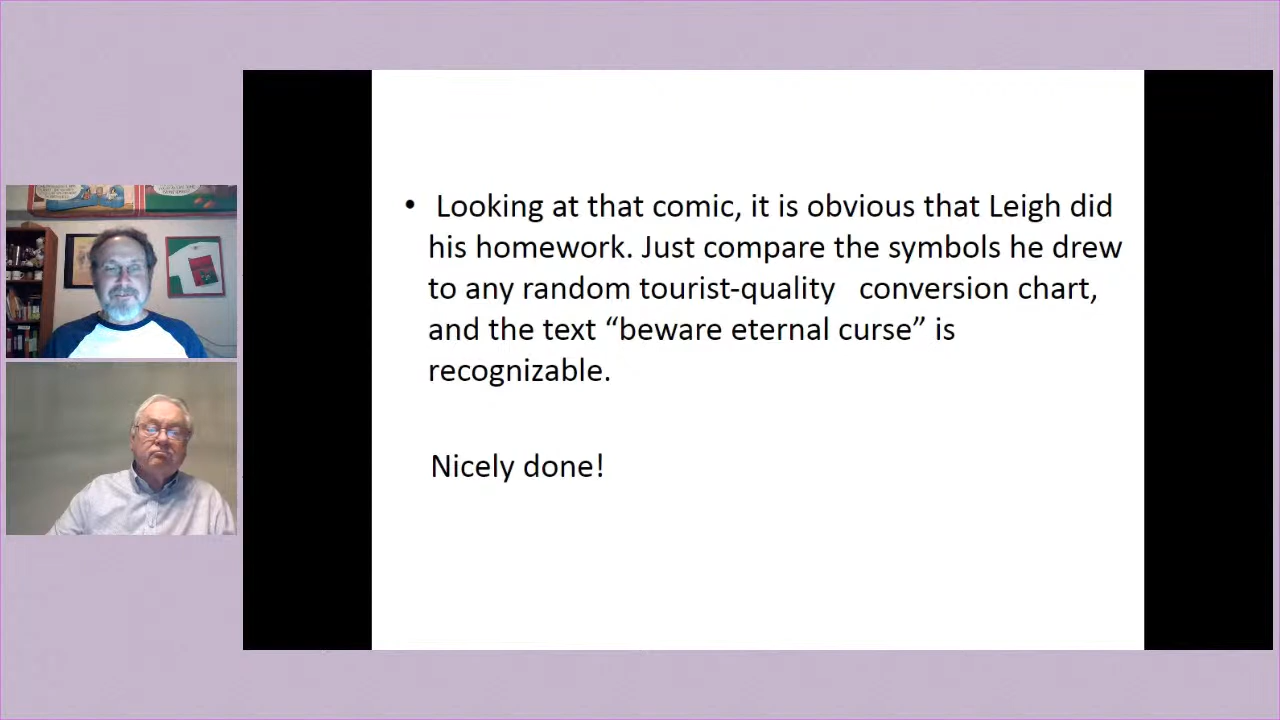 • Looking at that comic, it is obvious that Leigh did
his homework. Just compare the symbols he drew
to any random tourist-quality   conversion chart,
and the text “beware eternal curse” is
recognizable.
Nicely done!